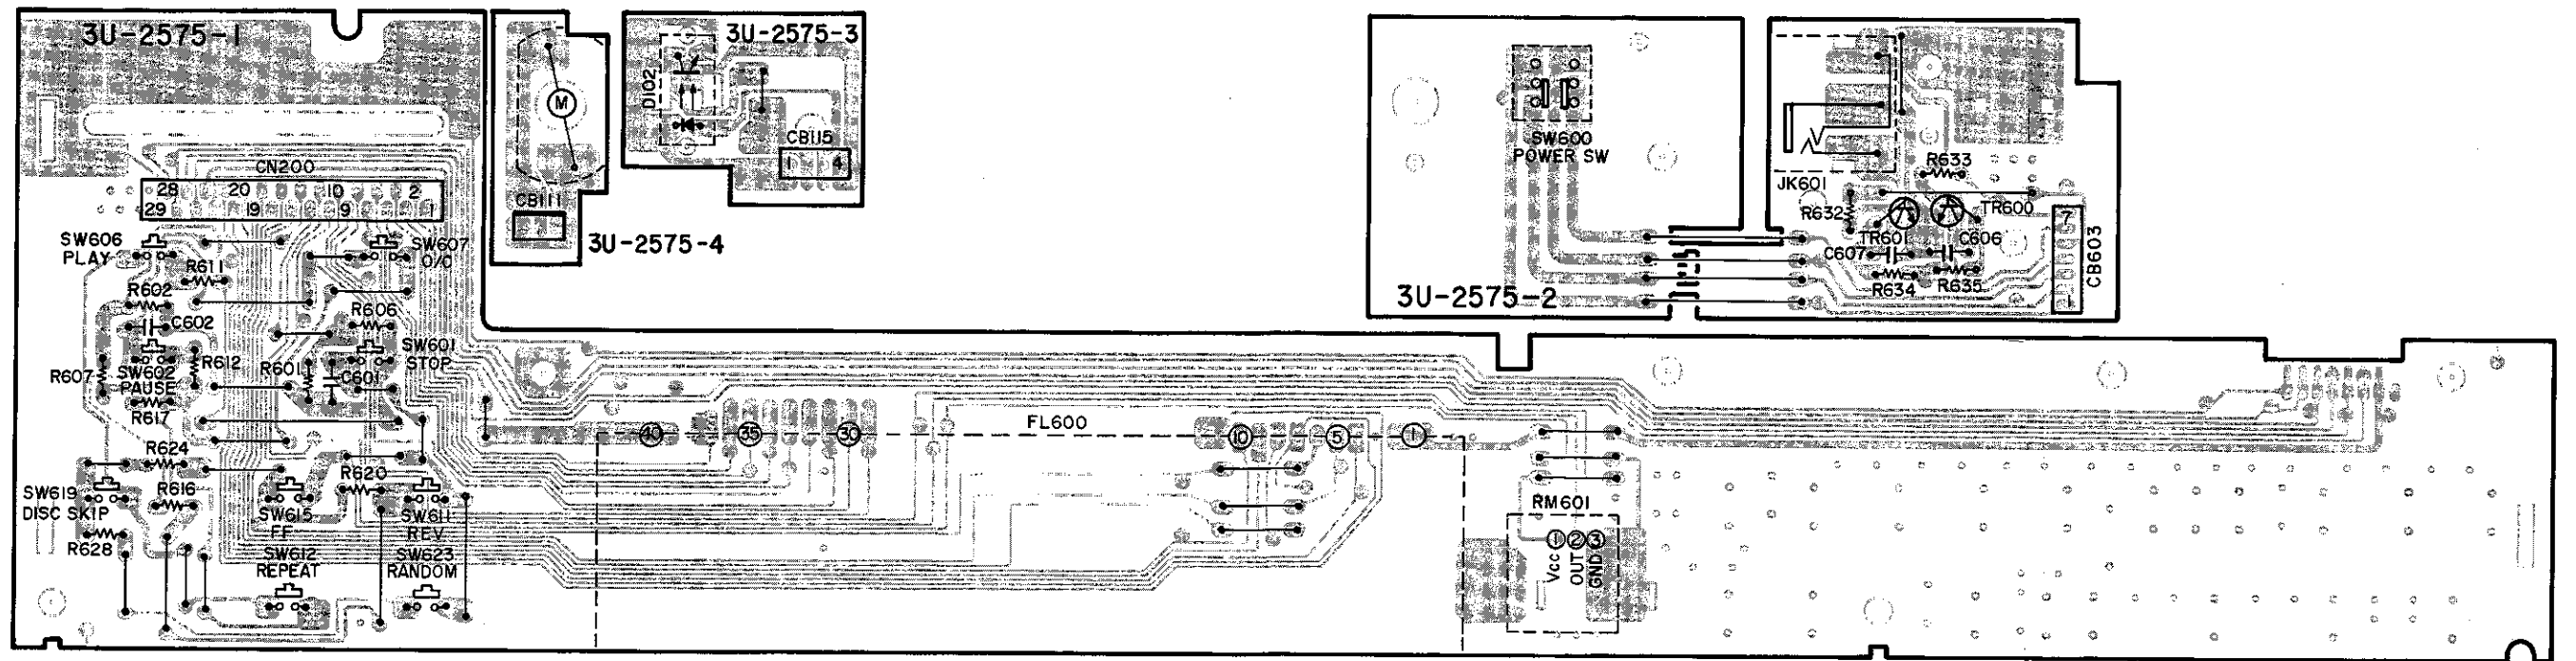 3U-2575-1
CN200
28 20 10 2
29 19 9 1
SW606
PLAY
SW607
O/C
R611
R602
C602
R606
SW601
STOP
R607
SW602
PAUSE
R612
R601
C601
R617
R624
SW619
DISC SKIP
R616
R620
SW615
FF
SW611
REV
R628
SW612
REPEAT
SW623
RANDOM
M
CB111
3U-2575-4
3U-2575-3
D102
CB115
1 4
SW600
POWER SW
3U-2575-2
JK601
R633
R632
TR601
TR600
C607
C606
R634
R635
7
CB603
1
FL600
40 35 30 10 5 1
RM601
1 2 3
Vcc
OUT
GND